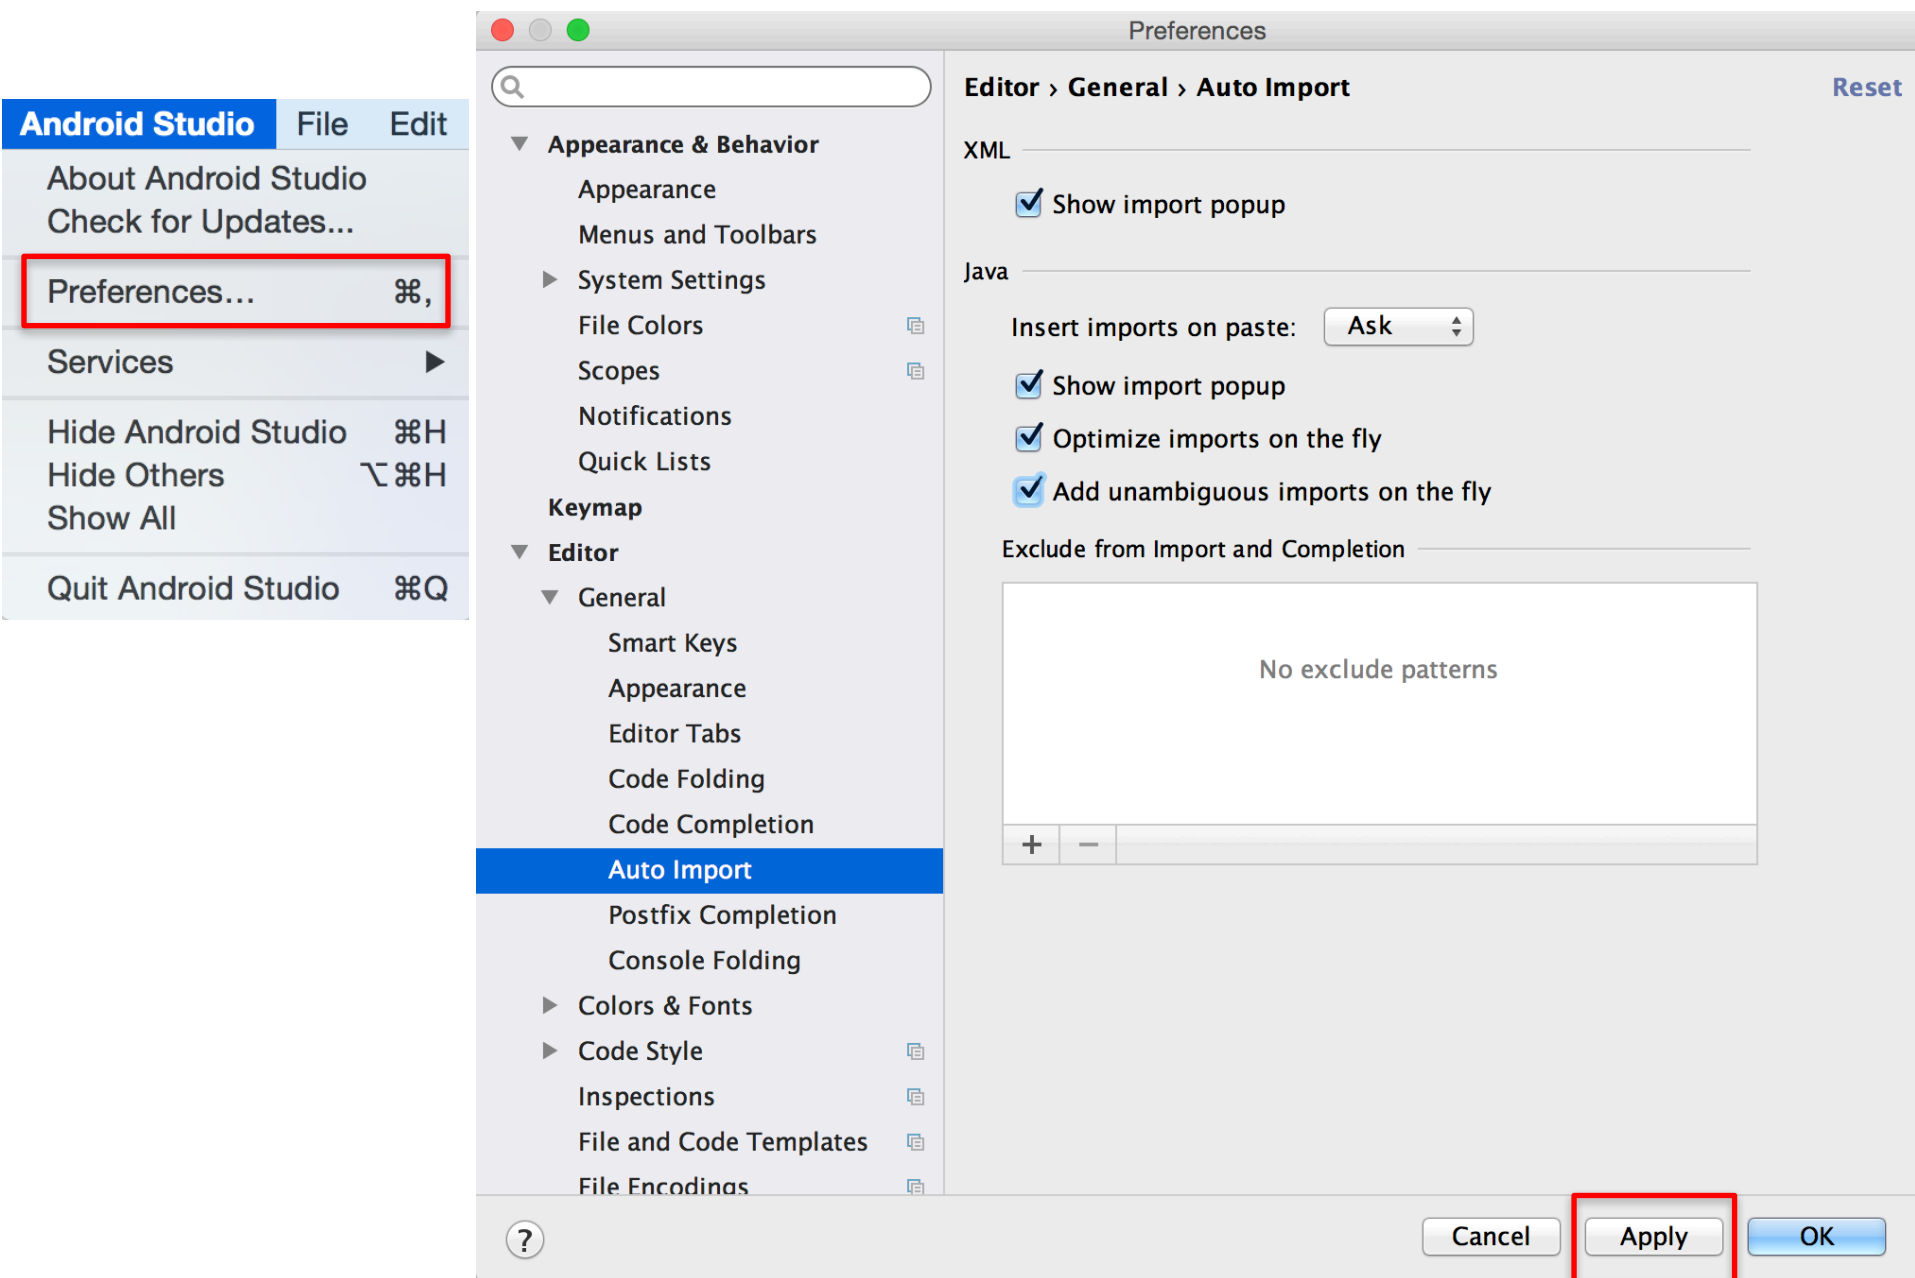 Android Studio File Edit
About Android Studio
Check for Updates...
Preferences... ⌘,
Services
Hide Android Studio ⌘H
Hide Others ⌥⌘H
Show All
Quit Android Studio ⌘Q
Preferences
Appearance & Behavior
Appearance
Menus and Toolbars
System Settings
File Colors
Scopes
Notifications
Quick Lists
Keymap
Editor
General
Smart Keys
Appearance
Editor Tabs
Code Folding
Code Completion
Auto Import
Postfix Completion
Console Folding
Colors & Fonts
Code Style
Inspections
File and Code Templates
File Encodings
Editor › General › Auto Import Reset
XML
Show import popup
Java
Insert imports on paste: Ask
Show import popup
Optimize imports on the fly
Add unambiguous imports on the fly
Exclude from Import and Completion
No exclude patterns
+ −
? Cancel Apply OK